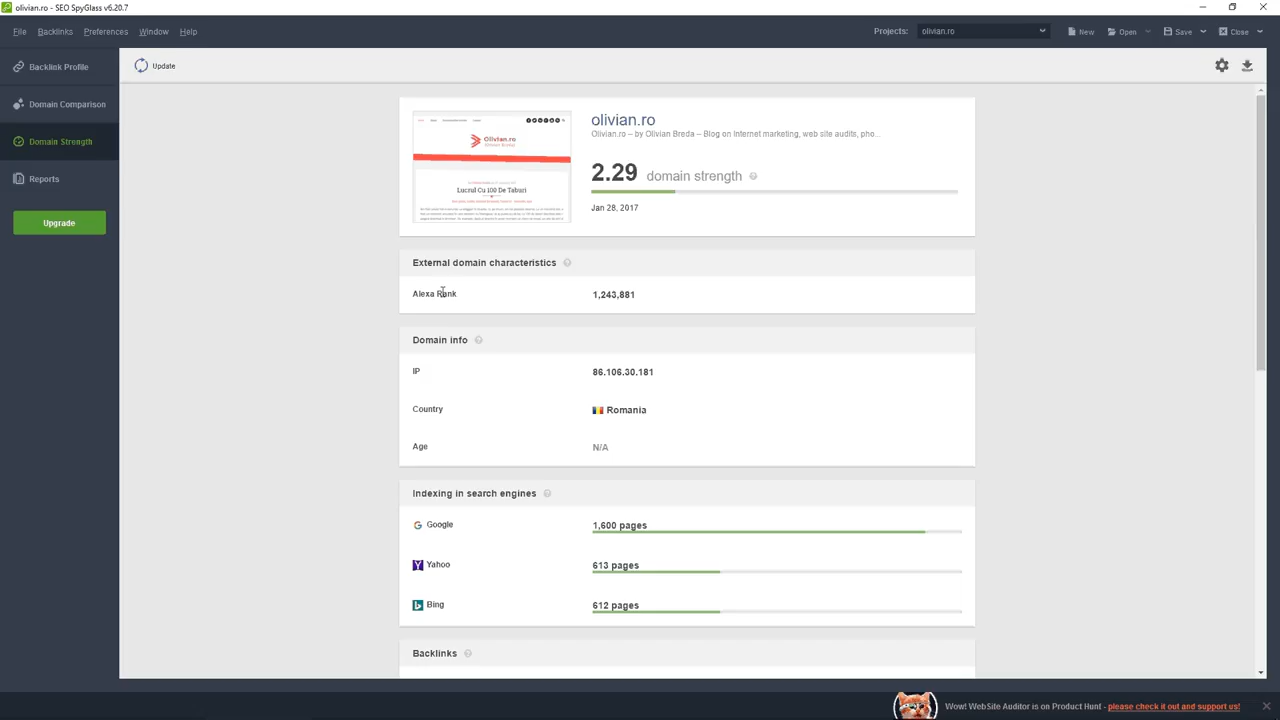 olivian.ro - SEO SpyGlass v6.20.7
File Backlinks Preferences Window Help
Projects: olivian.ro New Open Save Close
Backlink Profile
Domain Comparison
Domain Strength
Reports
Upgrade
Update
Olivian.ro
Lucrul Cu 100 De Taburi
olivian.ro
Olivian.ro – by Olivian Breda – Blog on Internet marketing, web site audits, pho...
2.29 domain strength
Jan 28, 2017
External domain characteristics
Alexa Rank 1,243,881
Domain info
IP 86.106.30.181
Country Romania
Age N/A
Indexing in search engines
Google 1,600 pages
Yahoo 613 pages
Bing 612 pages
Backlinks
Wow! WebSite Auditor is on Product Hunt - please check it out and support us!